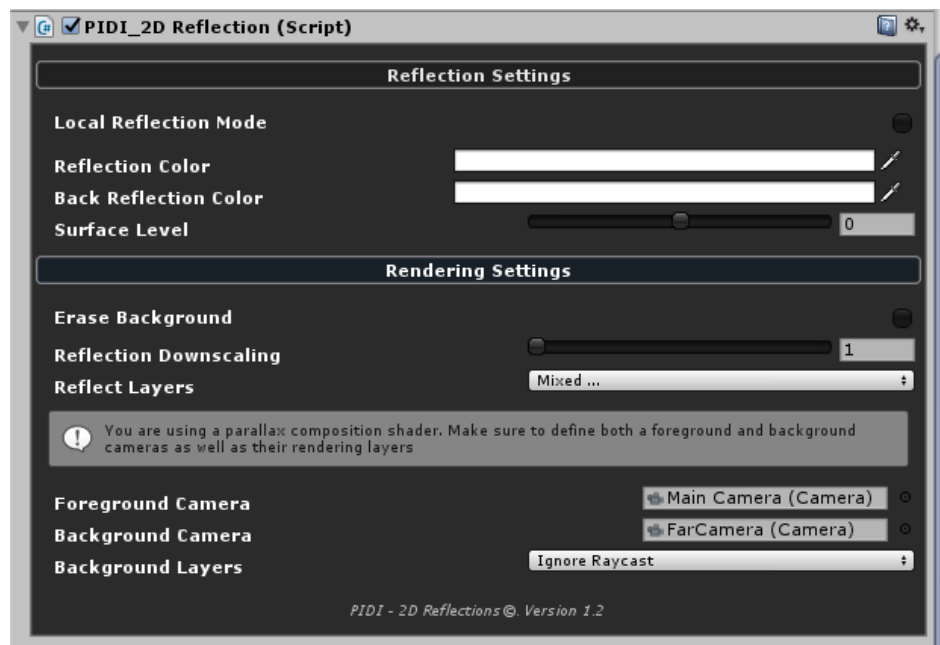 PIDI_2D Reflection (Script)
Reflection Settings
Local Reflection Mode
Reflection Color
Back Reflection Color
Surface Level 0
Rendering Settings
Erase Background
Reflection Downscaling 1
Reflect Layers Mixed ...
You are using a parallax composition shader. Make sure to define both a foreground and background
cameras as well as their rendering layers
Foreground Camera Main Camera (Camera)
Background Camera FarCamera (Camera)
Background Layers Ignore Raycast
PIDI - 2D Reflections©. Version 1.2